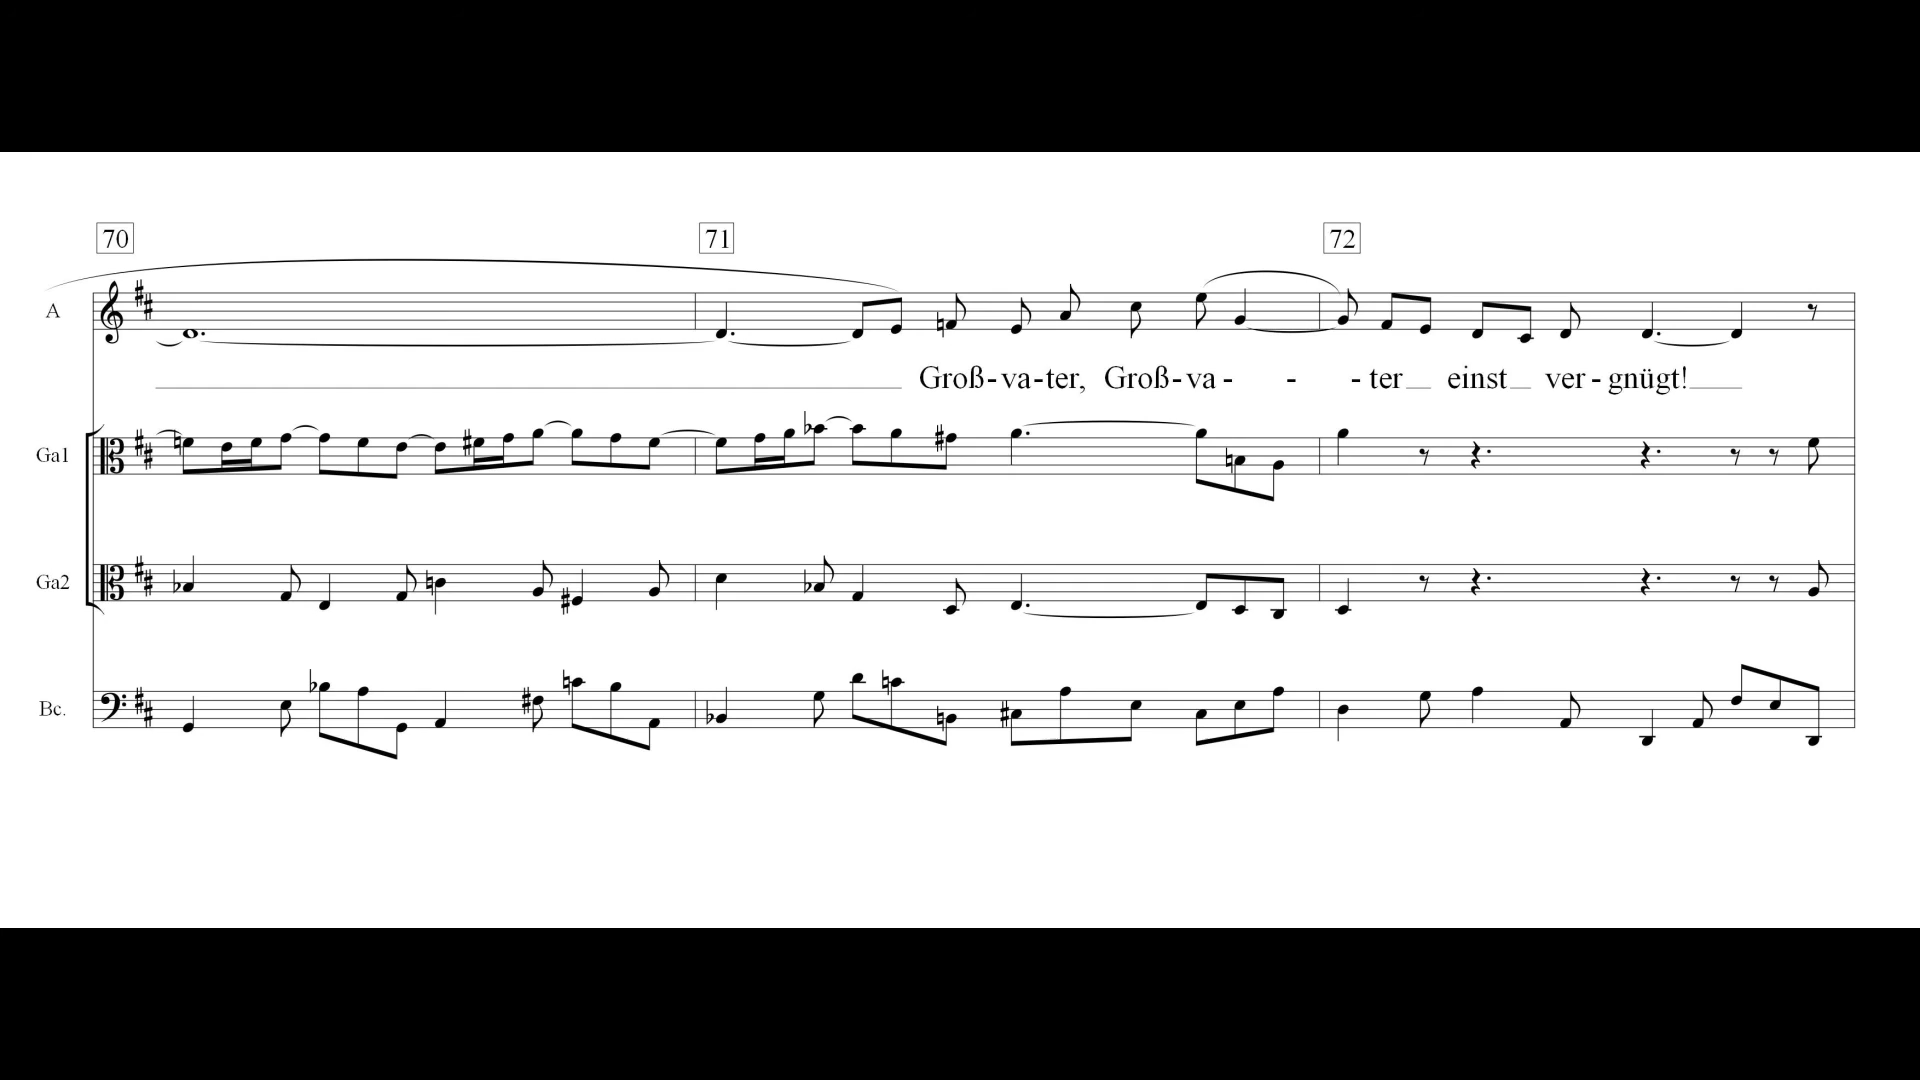 70 71 72
A
Groß-va-ter, Groß-va - - - ter einst ver-gnügt!
Ga1
Ga2
Bc.